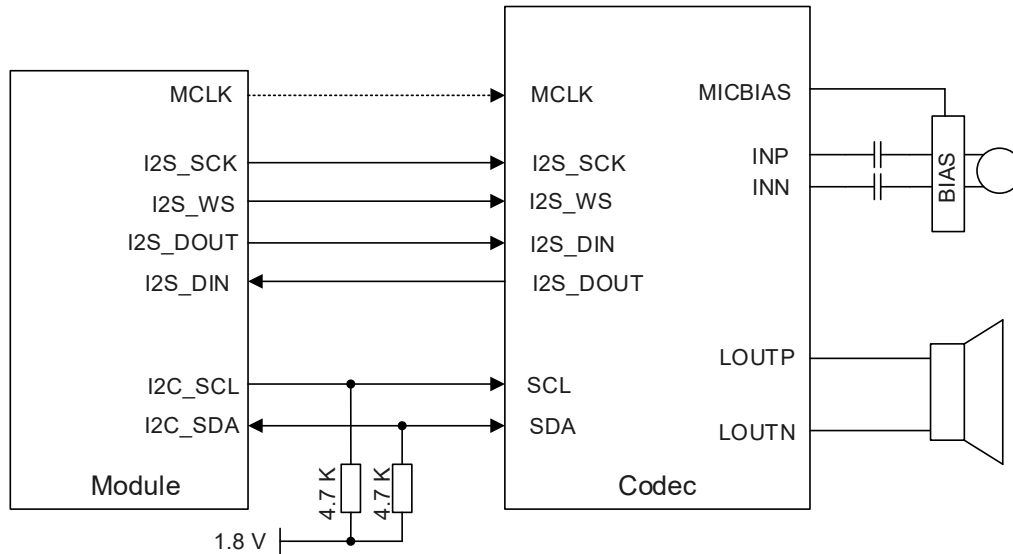 MCLK
MCLK
MICBIAS
I2S_SCK
I2S_SCK
INP
I2S_WS
I2S_WS
INN
BIAS
I2S_DOUT
I2S_DIN
I2S_DIN
I2S_DOUT
LOUTP
I2C_SCL
SCL
I2C_SDA
SDA
LOUTN
Module
4.7 K
4.7 K
Codec
1.8 V